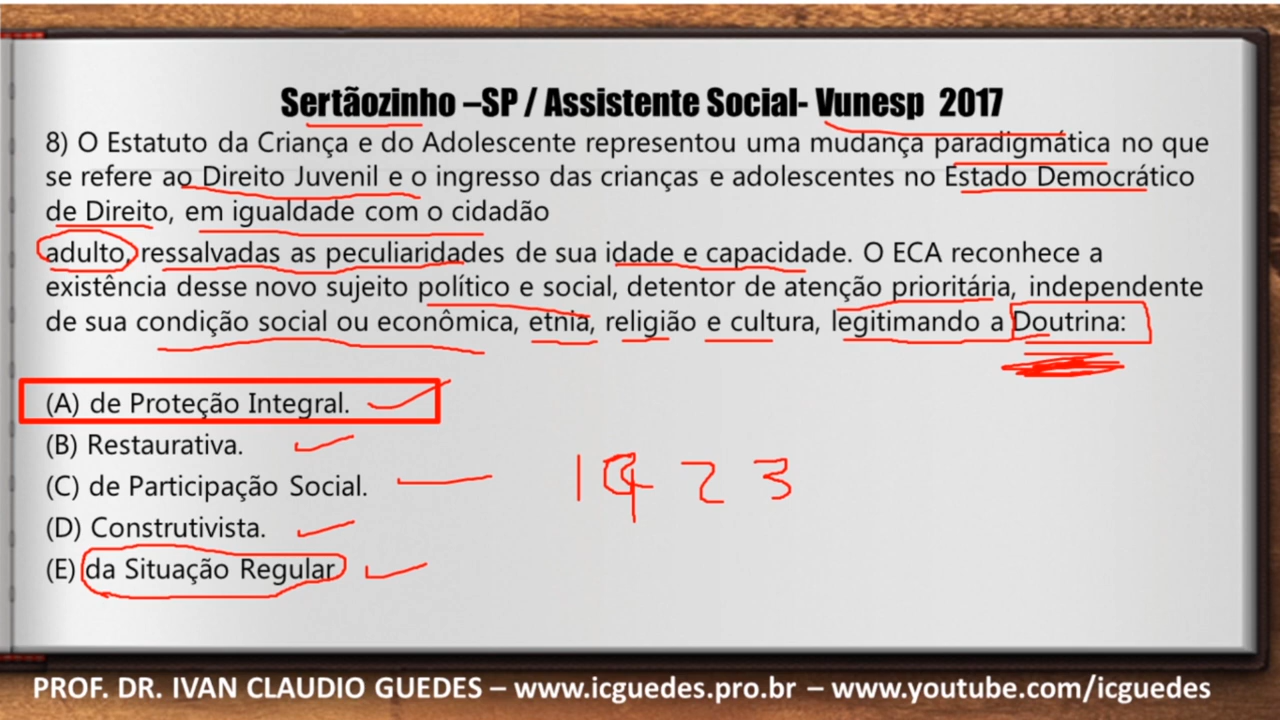 Sertãozinho –SP / Assistente Social- Vunesp 2017
8) O Estatuto da Criança e do Adolescente representou uma mudança paradigmática no que
se refere ao Direito Juvenil e o ingresso das crianças e adolescentes no Estado Democrático
de Direito, em igualdade com o cidadão
adulto, ressalvadas as peculiaridades de sua idade e capacidade. O ECA reconhece a
existência desse novo sujeito político e social, detentor de atenção prioritária, independente
de sua condição social ou econômica, etnia, religião e cultura, legitimando a Doutrina:
(A) de Proteção Integral.
(B) Restaurativa.
(C) de Participação Social.
(D) Construtivista.
(E) da Situação Regular
2 3
PROF. DR. IVAN CLAUDIO GUEDES – www.icguedes.pro.br – www.youtube.com/icguedes